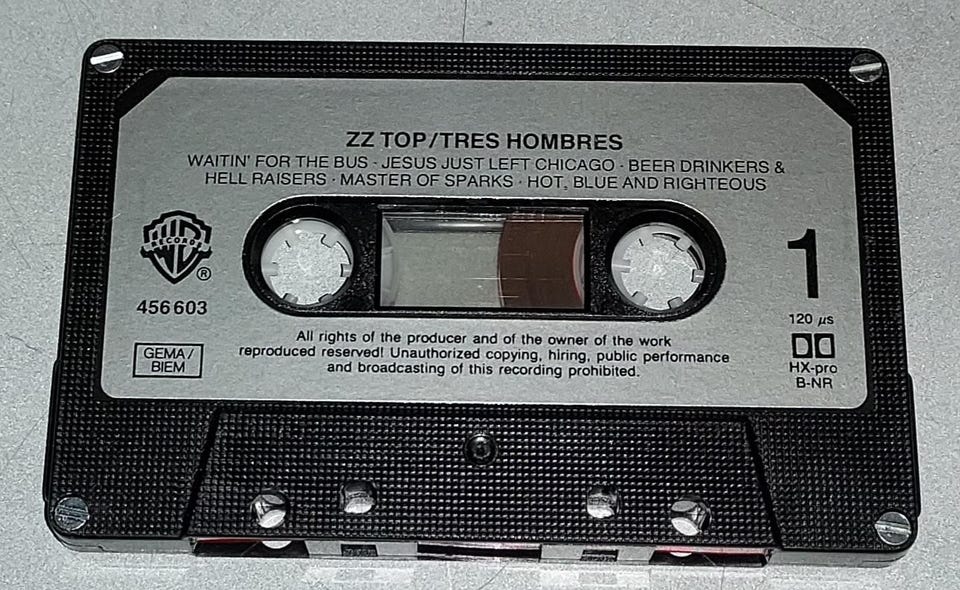 ZZ TOP/TRES HOMBRES
WAITIN' FOR THE BUS · JESUS JUST LEFT CHICAGO · BEER DRINKERS &
HELL RAISERS · MASTER OF SPARKS · HOT, BLUE AND RIGHTEOUS
WB
RECORDS
®
456 603
GEMA/
BIEM
1
120 μs
HX-pro
B-NR
All rights of the producer and of the owner of the work
reproduced reserved! Unauthorized copying, hiring, public performance
and broadcasting of this recording prohibited.